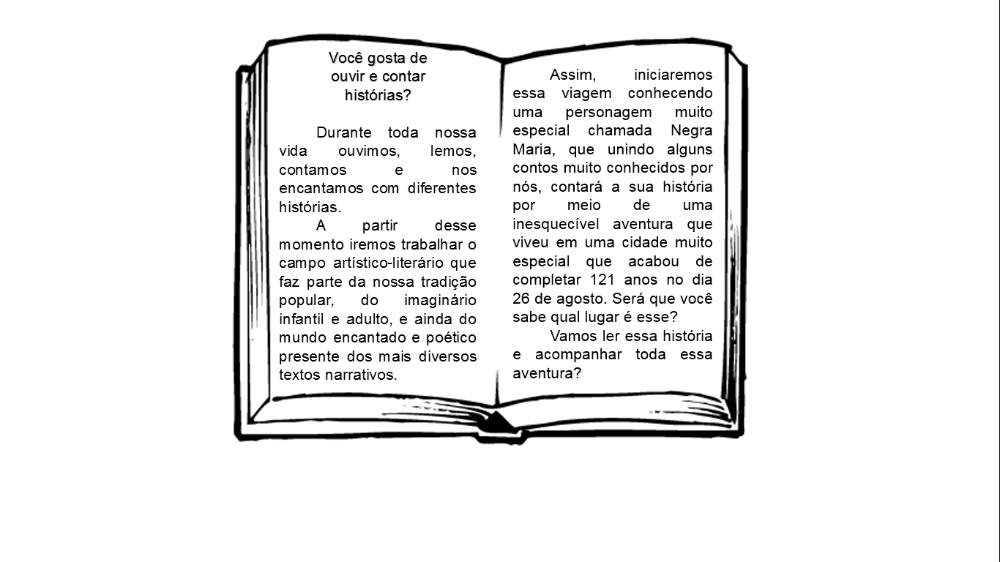 Você gosta de
ouvir e contar
histórias?
Durante toda nossa
vida ouvimos, lemos,
contamos e nos
encantamos com diferentes
histórias.
A partir desse
momento iremos trabalhar o
campo artístico-literário que
faz parte da nossa tradição
popular, do imaginário
infantil e adulto, e ainda do
mundo encantado e poético
presente dos mais diversos
textos narrativos.
Assim, iniciaremos
essa viagem conhecendo
uma personagem muito
especial chamada Negra
Maria, que unindo alguns
contos muito conhecidos por
nós, contará a sua história
por meio de uma
inesquecível aventura que
viveu em uma cidade muito
especial que acabou de
completar 121 anos no dia
26 de agosto. Será que você
sabe qual lugar é esse?
Vamos ler essa história
e acompanhar toda essa
aventura?